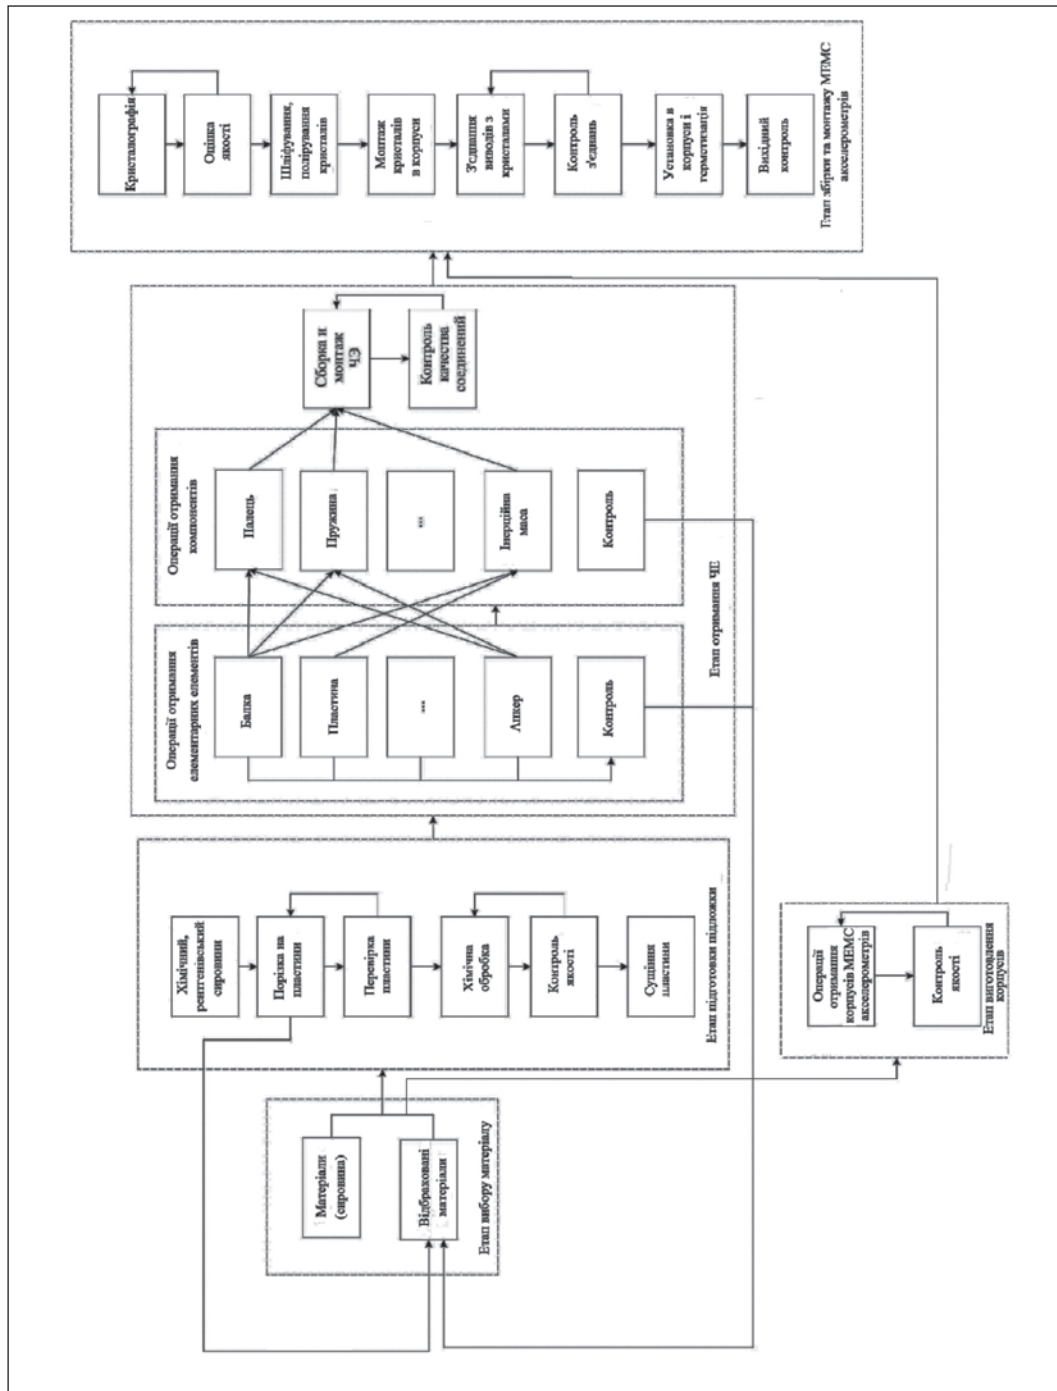 Матеріали
(сировина)
Відбраковані
матеріали
Етап вибору матеріалу
Хімічний,
рентгенівський
сировини
Порізка на
пластини
Перевірка
пластини
Хімічна
обробка
Контроль
якості
Сушіння
пластини
Етап підготовки підложки
Операції отримання
елементарних елементів
Балка
Пластина
...
Анкер
Контроль
Операції отримання
компонентів
Палець
Пружина
...
Інерційна
маса
Контроль
Сборка и
монтаж
ЧЭ
Контроль
качества
соединений
Етап отримання ЧЕ
Операції
отримання
корпусів МЕМС
акселерометрів
Контроль
якості
Етап виготовлення
корпусів
Кристалографія
Оцінка
якості
Шліфування,
полірування
кристалів
Монтаж
кристалів
в корпуси
З'єднання
виводів з
кристалами
Контроль
з'єднань
Установка в
корпуси і
герметизація
Вихідний
контроль
Етап збірки та монтажу МЕМС
акселерометрів